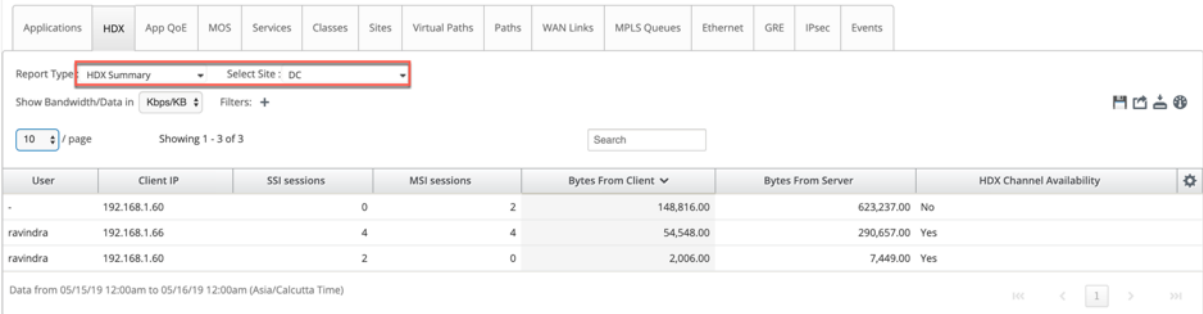 Applications HDX App QoE MOS Services Classes Sites Virtual Paths Paths WAN Links MPLS Queues Ethernet GRE IPsec Events
Report Type: HDX Summary Select Site : DC
Show Bandwidth/Data in Kbps/KB Filters: +
10 / page Showing 1 - 3 of 3 Search
User Client IP SSI sessions MSI sessions Bytes From Client Bytes From Server HDX Channel Availability
- 192.168.1.60 0 2 148,816.00 623,237.00 No
ravindra 192.168.1.66 4 4 54,548.00 290,657.00 Yes
ravindra 192.168.1.60 2 0 2,006.00 7,449.00 Yes
Data from 05/15/19 12:00am to 05/16/19 12:00am (Asia/Calcutta Time) 1